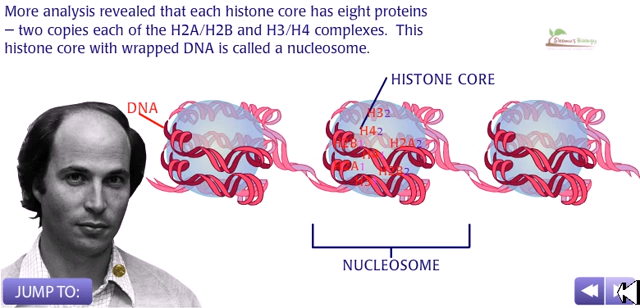 More analysis revealed that each histone core has eight proteins
– two copies each of the H2A/H2B and H3/H4 complexes.  This
histone core with wrapped DNA is called a nucleosome.
HISTONE CORE
DNA
H32
H42
H2A2
NUCLEOSOME
JUMP TO: